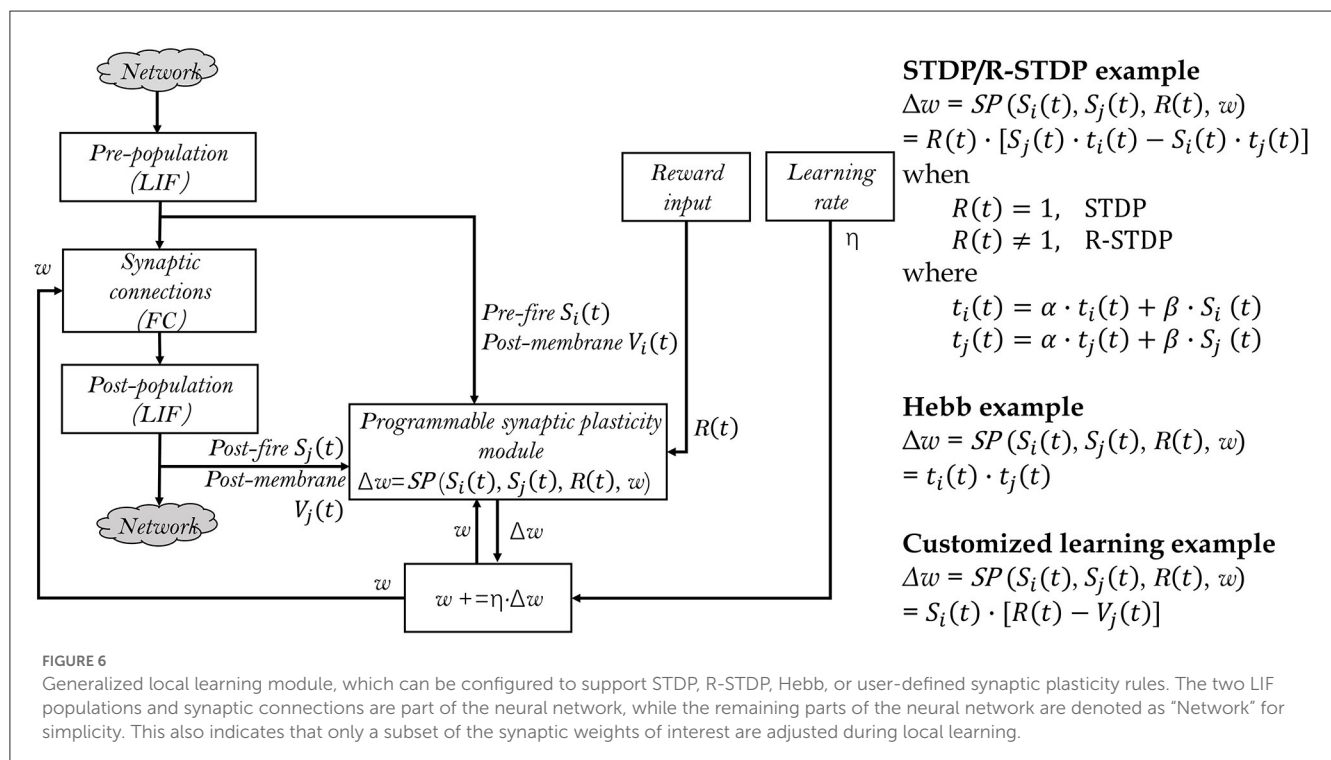 Network
Pre-population
(LIF)
w
Synaptic
connections
(FC)
Post-population
(LIF)
Network
Pre-fire S_i(t)
Post-membrane V_i(t)
Post-fire S_j(t)
Post-membrane
V_j(t)
Reward
input
R(t)
Learning
rate
η
Programmable synaptic plasticity
module
Δw=SP(S_i(t), S_j(t), R(t), w)
w
Δw
w
w +=η·Δw
STDP/R-STDP example
Δw = SP(S_i(t), S_j(t), R(t), w)
= R(t) · [S_j(t) · t_i(t) − S_i(t) · t_j(t)]
when
R(t) = 1, STDP
R(t) ≠ 1, R-STDP
where
t_i(t) = α · t_i(t) + β · S_i (t)
t_j(t) = α · t_j(t) + β · S_j (t)
Hebb example
Δw = SP(S_i(t), S_j(t), R(t), w)
= t_i(t) · t_j(t)
Customized learning example
Δw = SP(S_i(t), S_j(t), R(t), w)
= S_i(t) · [R(t) − V_j(t)]
FIGURE 6
Generalized local learning module, which can be configured to support STDP, R-STDP, Hebb, or user-defined synaptic plasticity rules. The two LIF
populations and synaptic connections are part of the neural network, while the remaining parts of the neural network are denoted as “Network” for
simplicity. This also indicates that only a subset of the synaptic weights of interest are adjusted during local learning.